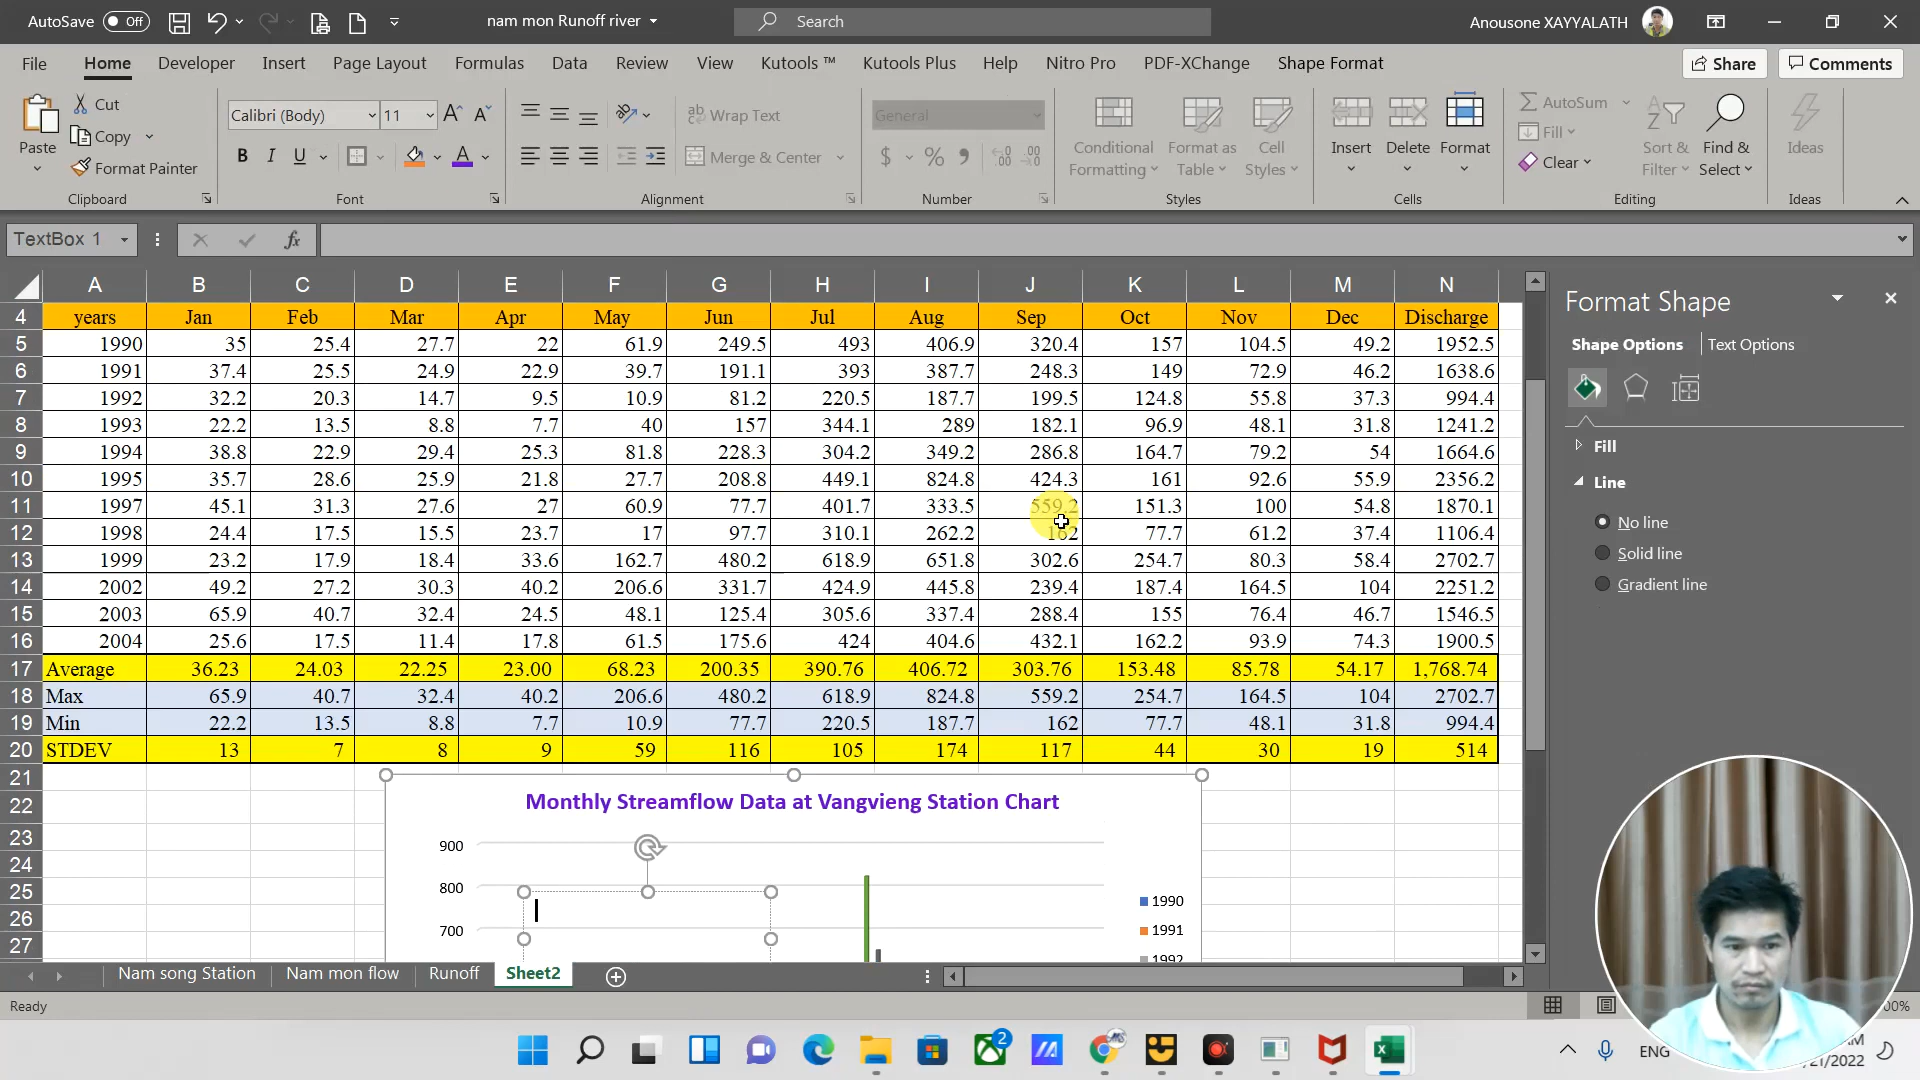 AutoSave Off nam mon Runoff river Search Anousone XAYYALATH
File Home Developer Insert Page Layout Formulas Data Review View Kutools ™ Kutools Plus Help Nitro Pro PDF-XChange Shape Format Share Comments
Paste Cut Copy Format Painter Clipboard
Calibri (Body) 11 B I U Font
Wrap Text Merge & Center Alignment
General $ % Number
Conditional Formatting Format as Table Cell Styles Styles
Insert Delete Format Cells
AutoSum Fill Clear Sort & Filter Find & Select Editing
Ideas Ideas
TextBox 1 fx
A B C D E F G H I J K L M N
4 years Jan Feb Mar Apr May Jun Jul Aug Sep Oct Nov Dec Discharge
5 1990 35 25.4 27.7 22 61.9 249.5 493 406.9 320.4 157 104.5 49.2 1952.5
6 1991 37.4 25.5 24.9 22.9 39.7 191.1 393 387.7 248.3 149 72.9 46.2 1638.6
7 1992 32.2 20.3 14.7 9.5 10.9 81.2 220.5 187.7 199.5 124.8 55.8 37.3 994.4
8 1993 22.2 13.5 8.8 7.7 40 157 344.1 289 182.1 96.9 48.1 31.8 1241.2
9 1994 38.8 22.9 29.4 25.3 81.8 228.3 304.2 349.2 286.8 164.7 79.2 54 1664.6
10 1995 35.7 28.6 25.9 21.8 27.7 208.8 449.1 824.8 424.3 161 92.6 55.9 2356.2
11 1997 45.1 31.3 27.6 27 60.9 77.7 401.7 333.5 559.2 151.3 100 54.8 1870.1
12 1998 24.4 17.5 15.5 23.7 17 97.7 310.1 262.2 162 77.7 61.2 37.4 1106.4
13 1999 23.2 17.9 18.4 33.6 162.7 480.2 618.9 651.8 302.6 254.7 80.3 58.4 2702.7
14 2002 49.2 27.2 30.3 40.2 206.6 331.7 424.9 445.8 239.4 187.4 164.5 104 2251.2
15 2003 65.9 40.7 32.4 24.5 48.1 125.4 305.6 337.4 288.4 155 76.4 46.7 1546.5
16 2004 25.6 17.5 11.4 17.8 61.5 175.6 424 404.6 432.1 162.2 93.9 74.3 1900.5
17 Average 36.23 24.03 22.25 23.00 68.23 200.35 390.76 406.72 303.76 153.48 85.78 54.17 1,768.74
18 Max 65.9 40.7 32.4 40.2 206.6 480.2 618.9 824.8 559.2 254.7 164.5 104 2702.7
19 Min 22.2 13.5 8.8 7.7 10.9 77.7 220.5 187.7 162 77.7 48.1 31.8 994.4
20 STDEV 13 7 8 9 59 116 105 174 117 44 30 19 514
21
22
23
24
25
26
27
Monthly Streamflow Data at Vangvieng Station Chart
900
800
700
1990
1991
1992
Format Shape
Shape Options Text Options
Fill
Line
No line
Solid line
Gradient line
Nam song Station Nam mon flow Runoff Sheet2
Ready 00%
2 ENG AM
/21/2022